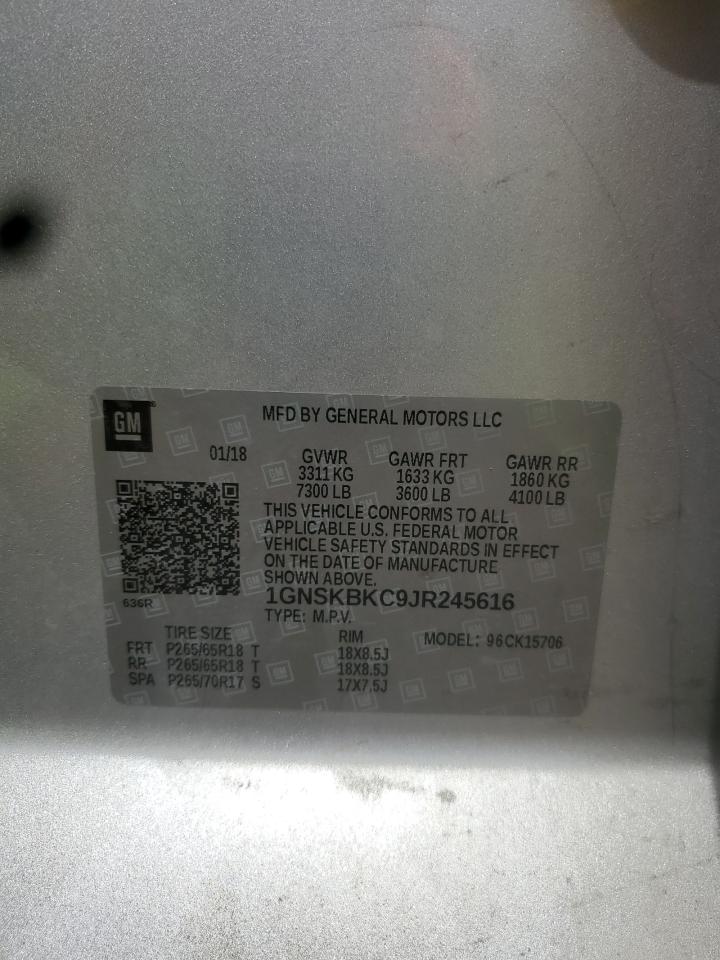 GM
MFD BY GENERAL MOTORS LLC
01/18
GVWR GAWR FRT GAWR RR
3311 KG 1633 KG 1860 KG
7300 LB 3600 LB 4100 LB
THIS VEHICLE CONFORMS TO ALL
APPLICABLE U.S. FEDERAL MOTOR
VEHICLE SAFETY STANDARDS IN EFFECT
ON THE DATE OF MANUFACTURE
SHOWN ABOVE.
636R
1GNSKBKC9JR245616
TYPE: M.P.V.
TIRE SIZE RIM MODEL: 96CK15706
FRT P265/65R18 T 18X8.5J
RR P265/65R18 T 18X8.5J
SPA P265/70R17 S 17X7.5J